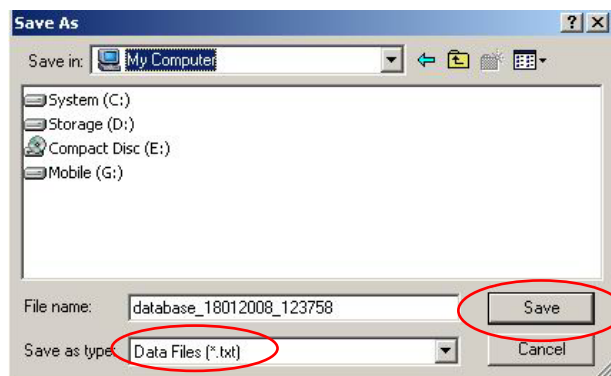 Save As
Save in: My Computer
System (C:)
Storage (D:)
Compact Disc (E:)
Mobile (G:)
File name: database_18012008_123758 Save
Save as type: Data Files (*.txt) Cancel